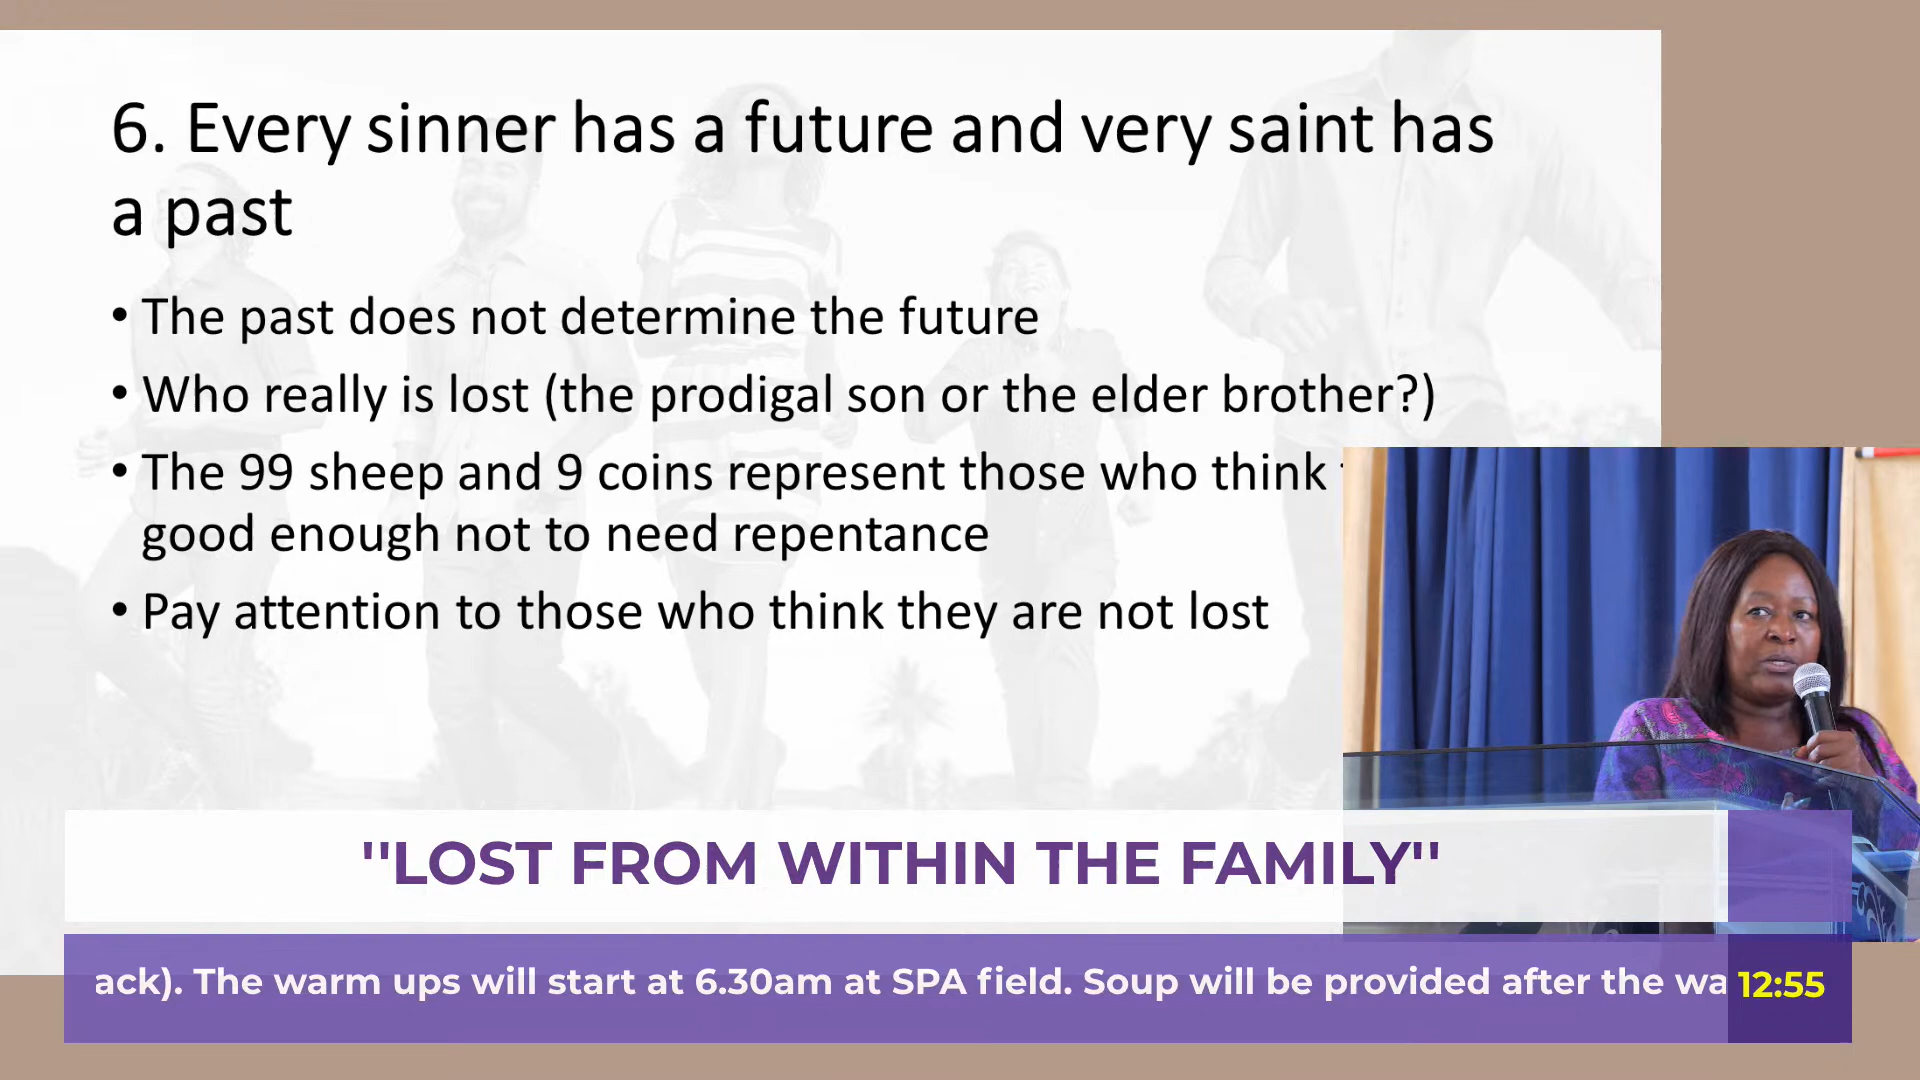 6. Every sinner has a future and very saint has
a past
• The past does not determine the future
• Who really is lost (the prodigal son or the elder brother?)
• The 99 sheep and 9 coins represent those who think
good enough not to need repentance
• Pay attention to those who think they are not lost
"LOST FROM WITHIN THE FAMILY"
ack). The warm ups will start at 6.30am at SPA field. Soup will be provided after the wa
12:55